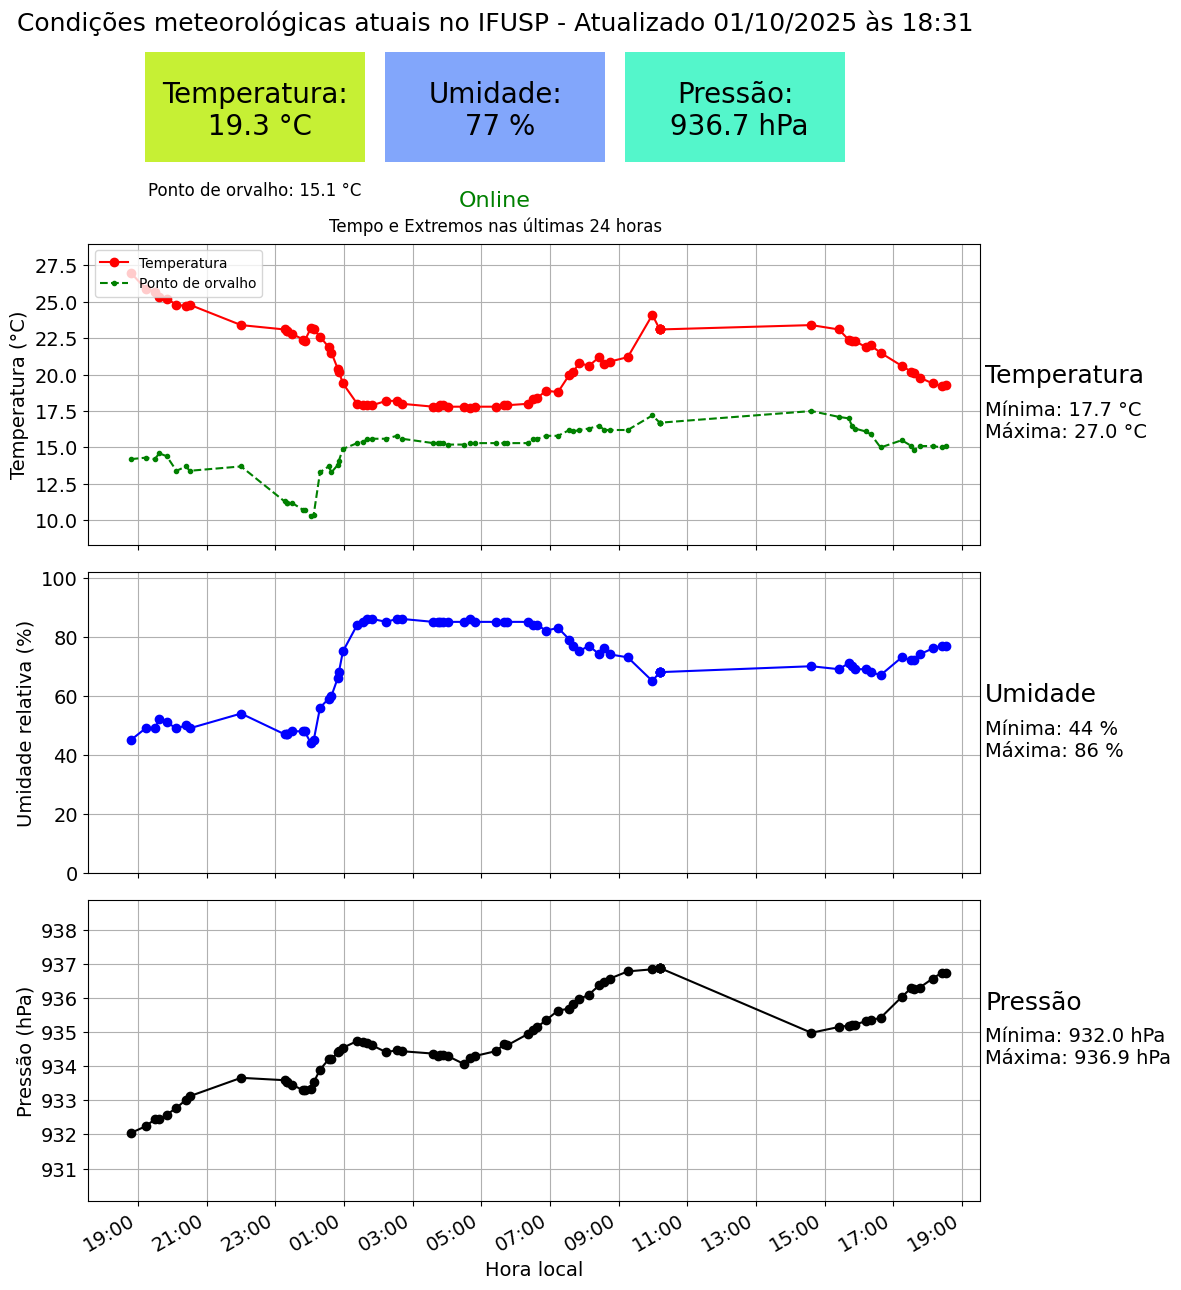 Condições meteorológicas atuais no IFUSP - Atualizado 01/10/2025 às 18:31
Temperatura:
19.3 °C
Umidade:
77 %
Pressão:
936.7 hPa
Ponto de orvalho: 15.1 °C
Online
Tempo e Extremos nas últimas 24 horas
Temperatura
Ponto de orvalho
Temperatura (°C)
27.5
25.0
22.5
20.0
17.5
15.0
12.5
10.0
Temperatura
Mínima: 17.7 °C
Máxima: 27.0 °C
Umidade relativa (%)
100
80
60
40
20
0
Umidade
Mínima: 44 %
Máxima: 86 %
Pressão (hPa)
938
937
936
935
934
933
932
931
Pressão
Mínima: 932.0 hPa
Máxima: 936.9 hPa
19:00
21:00
23:00
01:00
03:00
05:00
07:00
09:00
11:00
13:00
15:00
17:00
19:00
Hora local